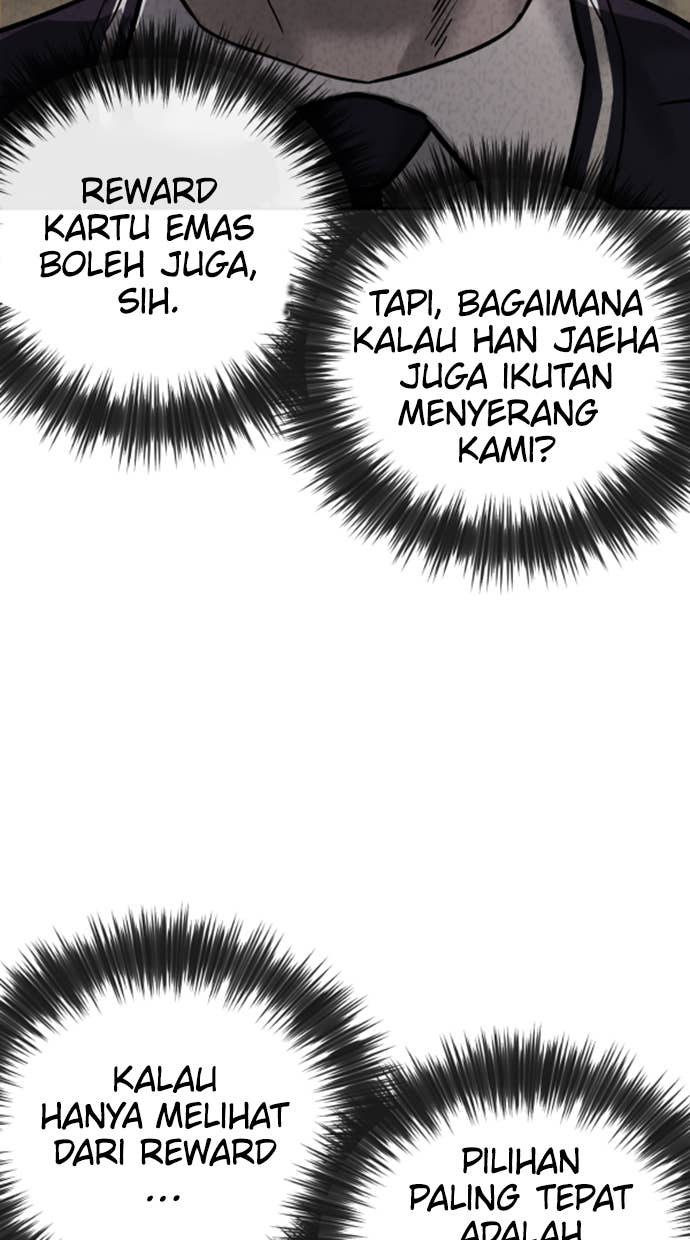 REWARD
KARTU EMAS
BOLEH JUGA,
SIH.
TAPI, BAGAIMANA
KALAU HAN JAEHA
JUGA IKUTAN
MENYERANG
KAMI?
KALAU
HANYA MELIHAT
DARI REWARD
...
PILIHAN
PALING TEPAT
ADALAH